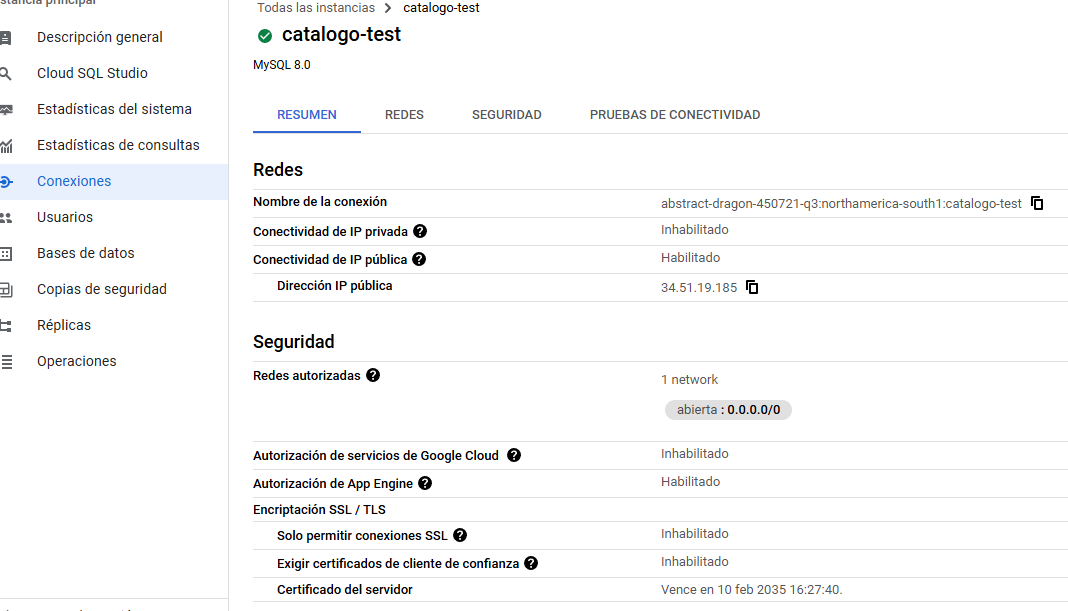 Todas las instancias > catalogo-test
catalogo-test
MySQL 8.0
Descripción general
Cloud SQL Studio
Estadísticas del sistema
Estadísticas de consultas
Conexiones
Usuarios
Bases de datos
Copias de seguridad
Réplicas
Operaciones
RESUMEN REDES SEGURIDAD PRUEBAS DE CONECTIVIDAD
Redes
Nombre de la conexión abstract-dragon-450721-q3:northamerica-south1:catalogo-test
Conectividad de IP privada Inhabilitado
Conectividad de IP pública Habilitado
Dirección IP pública 34.51.19.185
Seguridad
Redes autorizadas 1 network
abierta : 0.0.0.0/0
Autorización de servicios de Google Cloud Inhabilitado
Autorización de App Engine Habilitado
Encriptación SSL / TLS
Solo permitir conexiones SSL Inhabilitado
Exigir certificados de cliente de confianza Inhabilitado
Certificado del servidor Vence en 10 feb 2035 16:27:40.